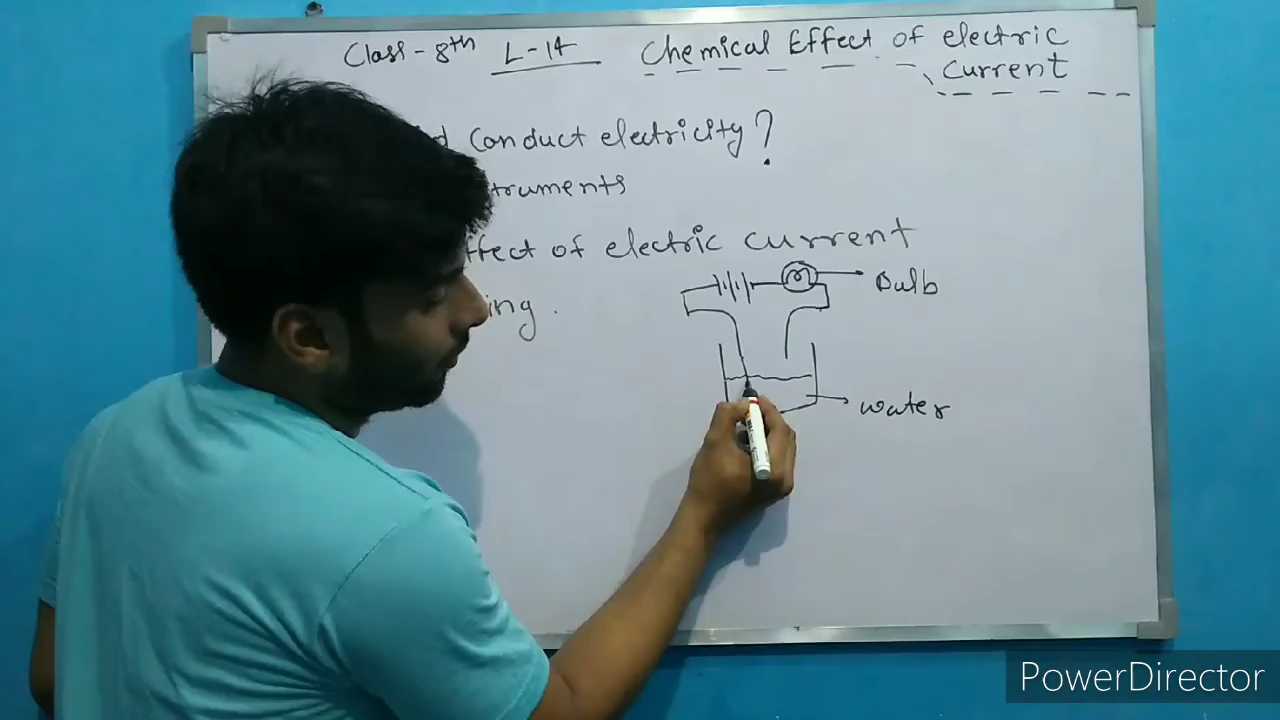 Class - 8th L-14 Chemical Effect of electric
current
conduct electricity?
truments
ffect of electric current
ing.
Bulb
water
PowerDirector